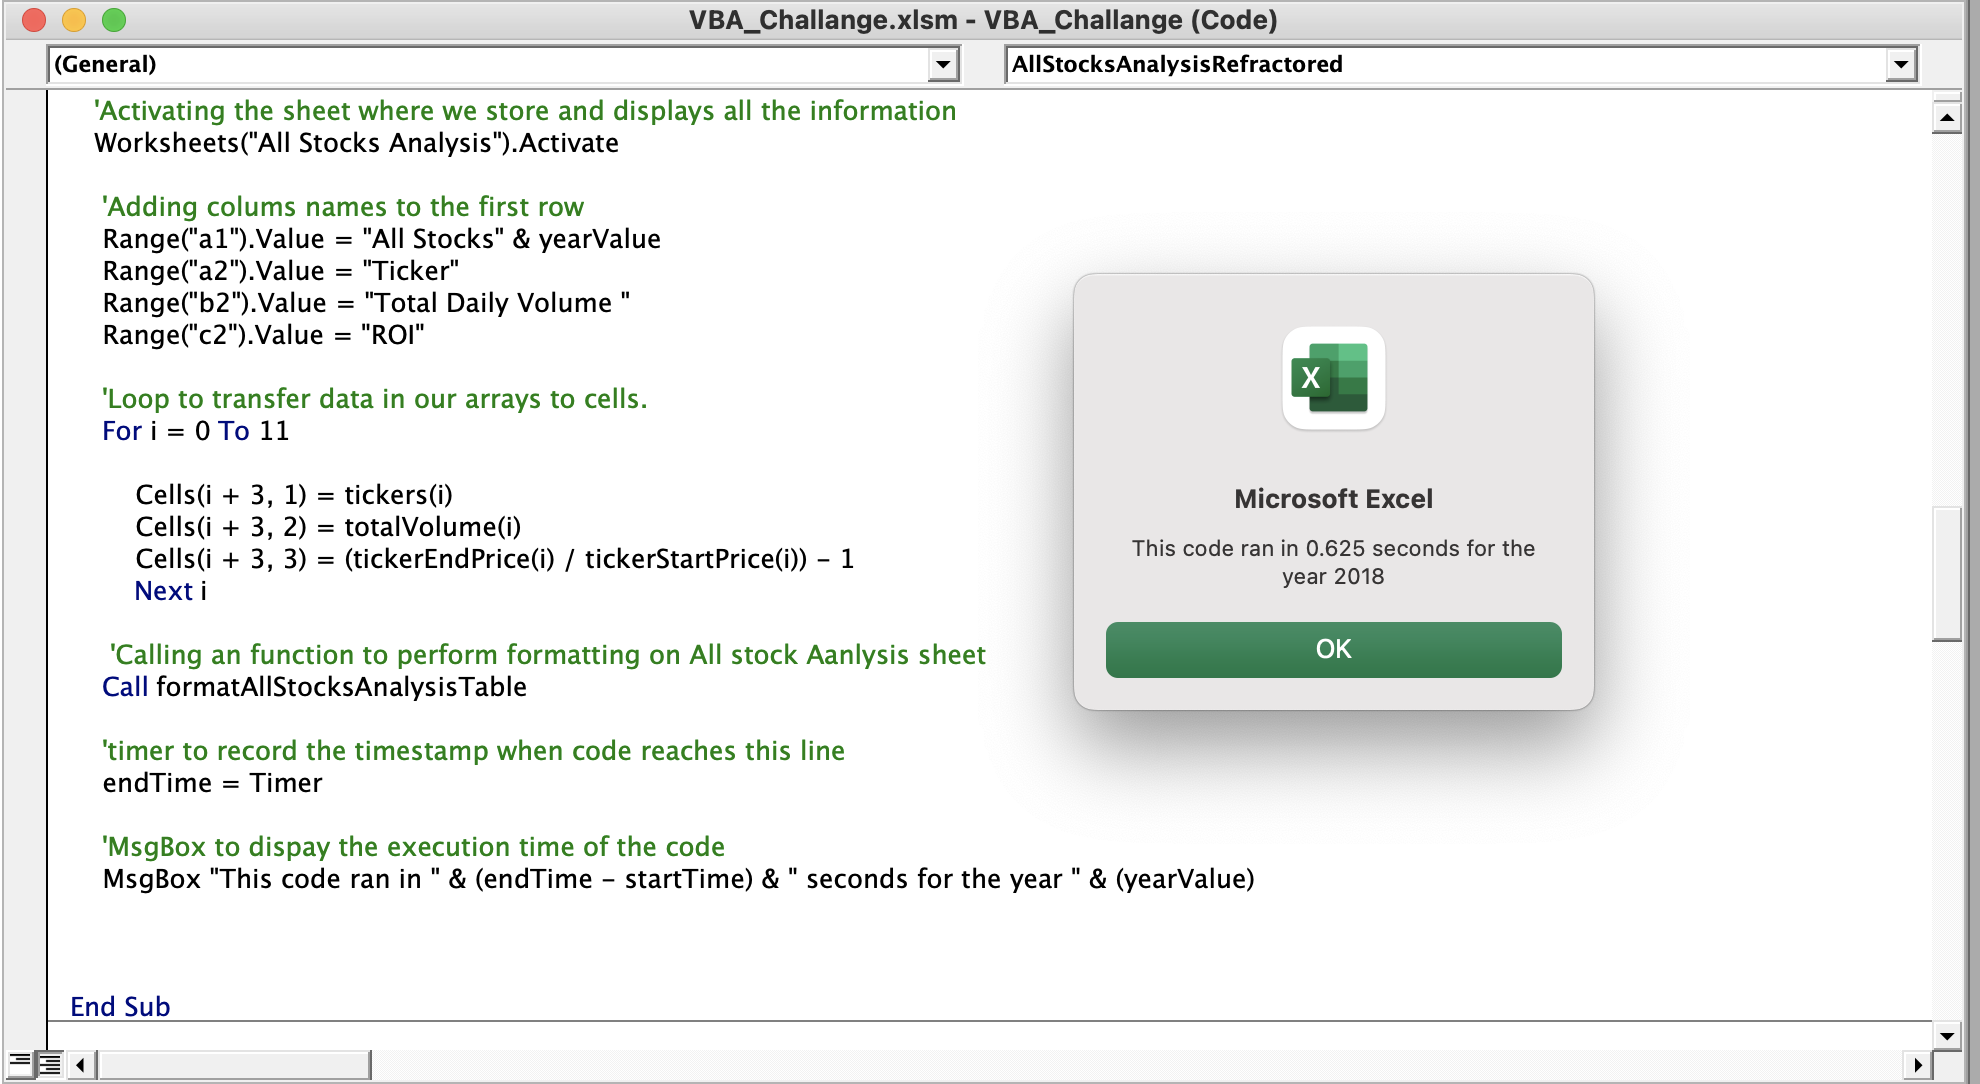 VBA_Challange.xlsm - VBA_Challange (Code)
(General)
AllStocksAnalysisRefractored
'Activating the sheet where we store and displays all the information
Worksheets("All Stocks Analysis").Activate
'Adding colums names to the first row
Range("a1").Value = "All Stocks" & yearValue
Range("a2").Value = "Ticker"
Range("b2").Value = "Total Daily Volume "
Range("c2").Value = "ROI"
'Loop to transfer data in our arrays to cells.
For i = 0 To 11
Cells(i + 3, 1) = tickers(i)
Cells(i + 3, 2) = totalVolume(i)
Cells(i + 3, 3) = (tickerEndPrice(i) / tickerStartPrice(i)) - 1
Next i
'Calling an function to perform formatting on All stock Aanlysis sheet
Call formatAllStocksAnalysisTable
'timer to record the timestamp when code reaches this line
endTime = Timer
'MsgBox to dispay the execution time of the code
MsgBox "This code ran in " & (endTime - startTime) & " seconds for the year " & (yearValue)
End Sub
X
Microsoft Excel
This code ran in 0.625 seconds for the
year 2018
OK